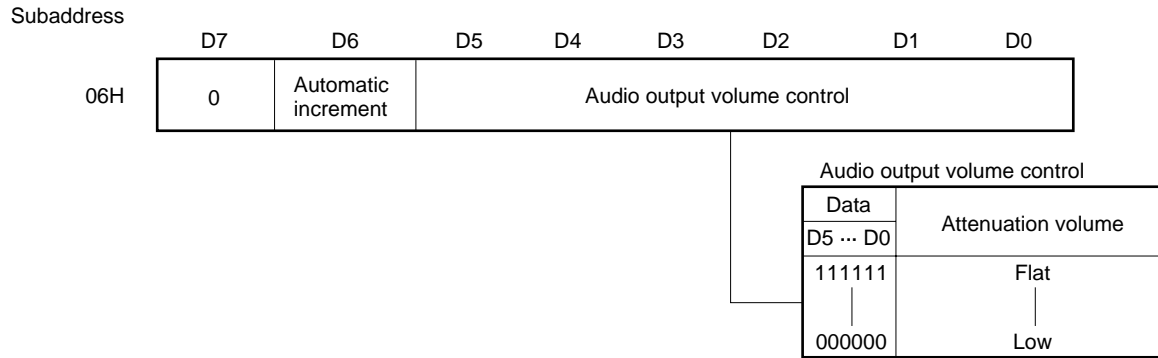 Subaddress
D7 D6 D5 D4 D3 D2 D1 D0
06H 0 Automatic increment Audio output volume control
Audio output volume control
Data Attenuation volume
D5 ··· D0
111111 Flat
000000 Low